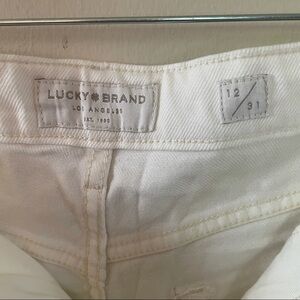 LUCKY BRAND
LOS ANGELES
EST. 1990
12
31